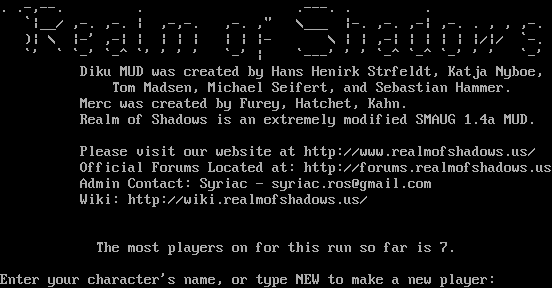 Realm of Shadows
Diku MUD was created by Hans Henirk Strfeldt, Katja Nyboe,
Tom Madsen, Michael Seifert, and Sebastian Hammer.
Merc was created by Furey, Hatchet, Kahn.
Realm of Shadows is an extremely modified SMAUG 1.4a MUD.
Please visit our website at http://www.realmofshadows.us/
Official Forums Located at: http://forums.realmofshadows.us
Admin Contact: Syriac - syriac.ros@gmail.com
Wiki: http://wiki.realmofshadows.us/
The most players on for this run so far is 7.
Enter your character's name, or type NEW to make a new player: